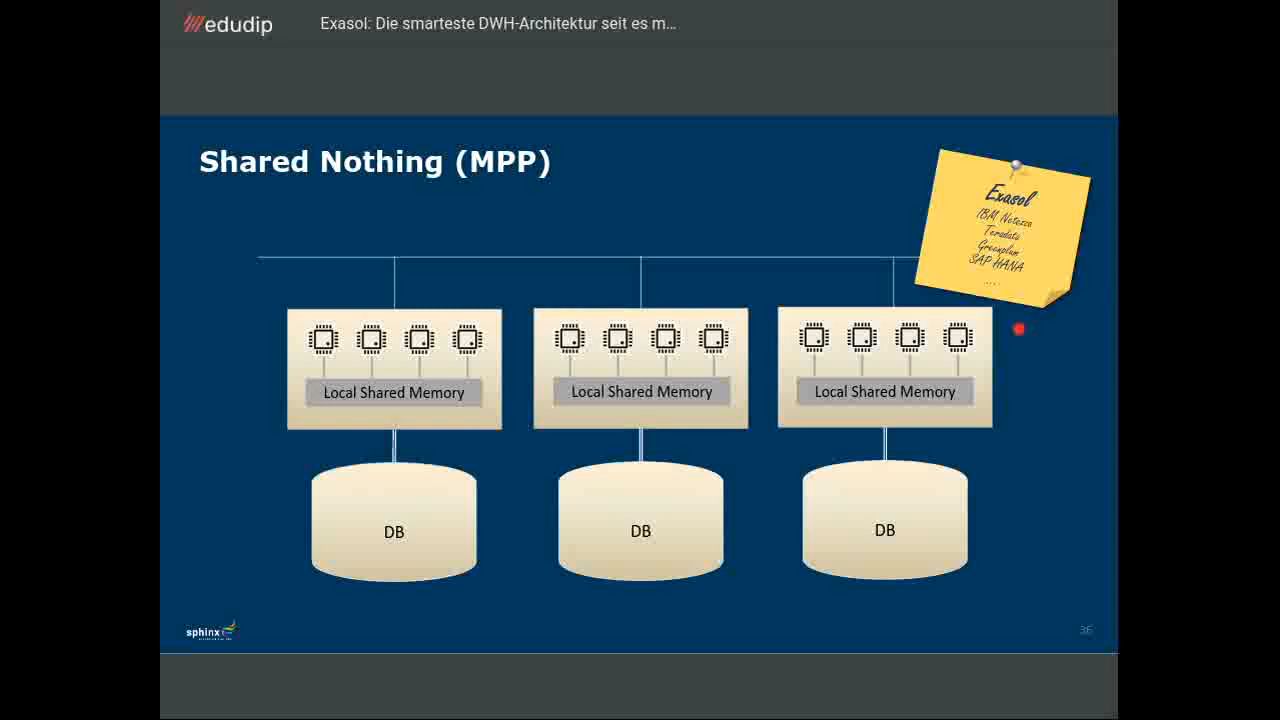 edudip
Exasol: Die smarteste DWH-Architektur seit es m...
Shared Nothing (MPP)
Exasol
IBM Netezza
Teradata
Greenplum
SAP HANA
.....
Local Shared Memory
Local Shared Memory
Local Shared Memory
DB
DB
DB
sphinx
36